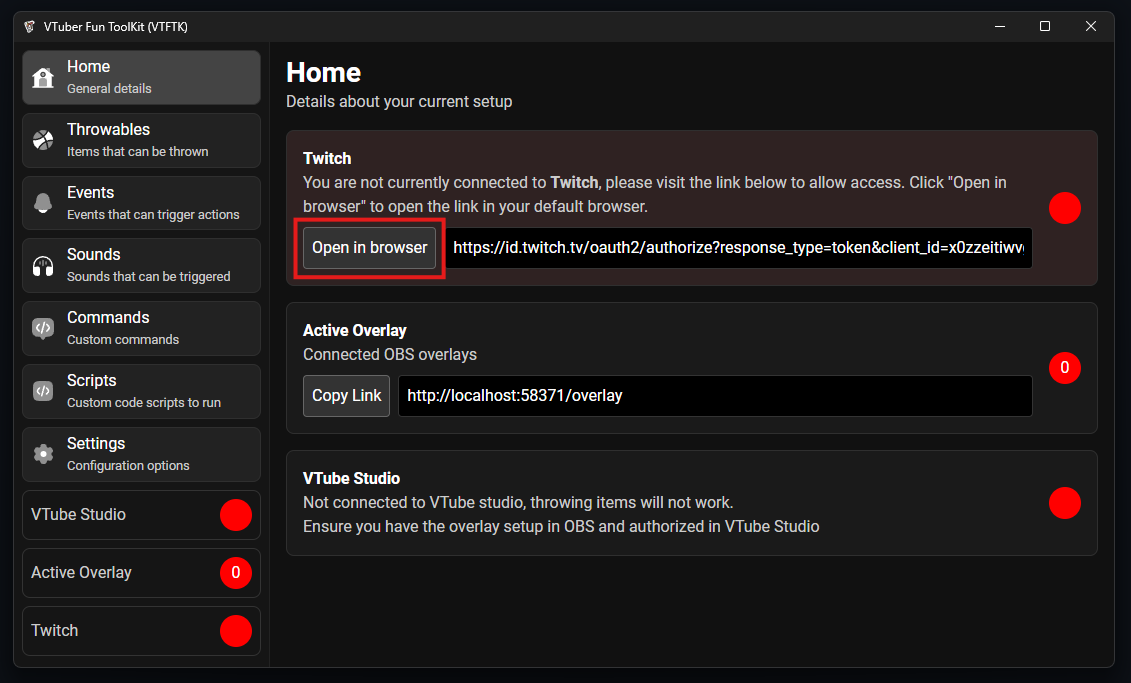 VTuber Fun ToolKit (VTFTK)
Home
General details
Throwables
Items that can be thrown
Events
Events that can trigger actions
Sounds
Sounds that can be triggered
Commands
Custom commands
Scripts
Custom code scripts to run
Settings
Configuration options
VTube Studio
Active Overlay
0
Twitch
Home
Details about your current setup
Twitch
You are not currently connected to Twitch, please visit the link below to allow access. Click "Open in
browser" to open the link in your default browser.
Open in browser
https://id.twitch.tv/oauth2/authorize?response_type=token&client_id=x0zzeitiwv
Active Overlay
Connected OBS overlays
Copy Link
http://localhost:58371/overlay
0
VTube Studio
Not connected to VTube studio, throwing items will not work.
Ensure you have the overlay setup in OBS and authorized in VTube Studio